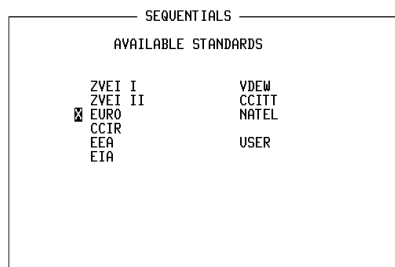 SEQUENTIALS
AVAILABLE STANDARDS
ZVEI I VDEW
ZVEI II CCITT
X EURO NATEL
CCIR
EEA USER
EIA